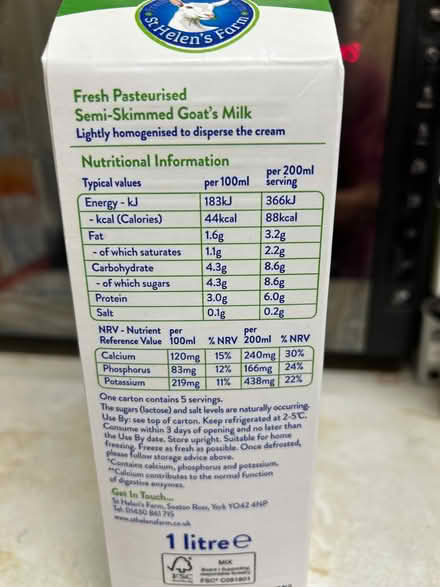 St Helen's Farm
Fresh Pasteurised
Semi-Skimmed Goat's Milk
Lightly homogenised to disperse the cream
Nutritional Information
Typical values per 100ml per 200ml serving
Energy - kJ 183kJ 366kJ
- kcal (Calories) 44kcal 88kcal
Fat 1.6g 3.2g
- of which saturates 1.1g 2.2g
Carbohydrate 4.3g 8.6g
- of which sugars 4.3g 8.6g
Protein 3.0g 6.0g
Salt 0.1g 0.2g
NRV - Nutrient Reference Value per 100ml % NRV per 200ml % NRV
Calcium 120mg 15% 240mg 30%
Phosphorus 83mg 12% 166mg 24%
Potassium 219mg 11% 438mg 22%
One carton contains 5 servings.
The sugars (lactose) and salt levels are naturally occurring.
Use By: see top of carton. Keep refrigerated at 2-5°C.
Consume within 3 days of opening and no later than
the Use By date. Store upright. Suitable for home
freezing. Freeze as fresh as possible. Once defrosted,
please follow storage advice above.
*Contains calcium, phosphorus and potassium.
**Calcium contributes to the normal function
of digestive enzymes.
Get In Touch...
St Helen's Farm, Seaton Ross, York YO42 4NP
Tel: 01430 861 715
www.sthelensfarm.co.uk
1 litre e
MIX
FSC
FSC® C081801